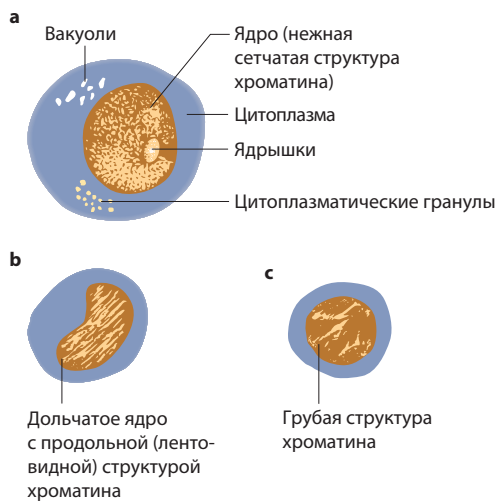 a
Вакуоли
Ядро (нежная
сетчатая структура
хроматина)
Цитоплазма
Ядрышки
Цитоплазматические гранулы
b
Дольчатое ядро
с продольной (ленто-
видной) структурой
хроматина
c
Грубая структура
хроматина